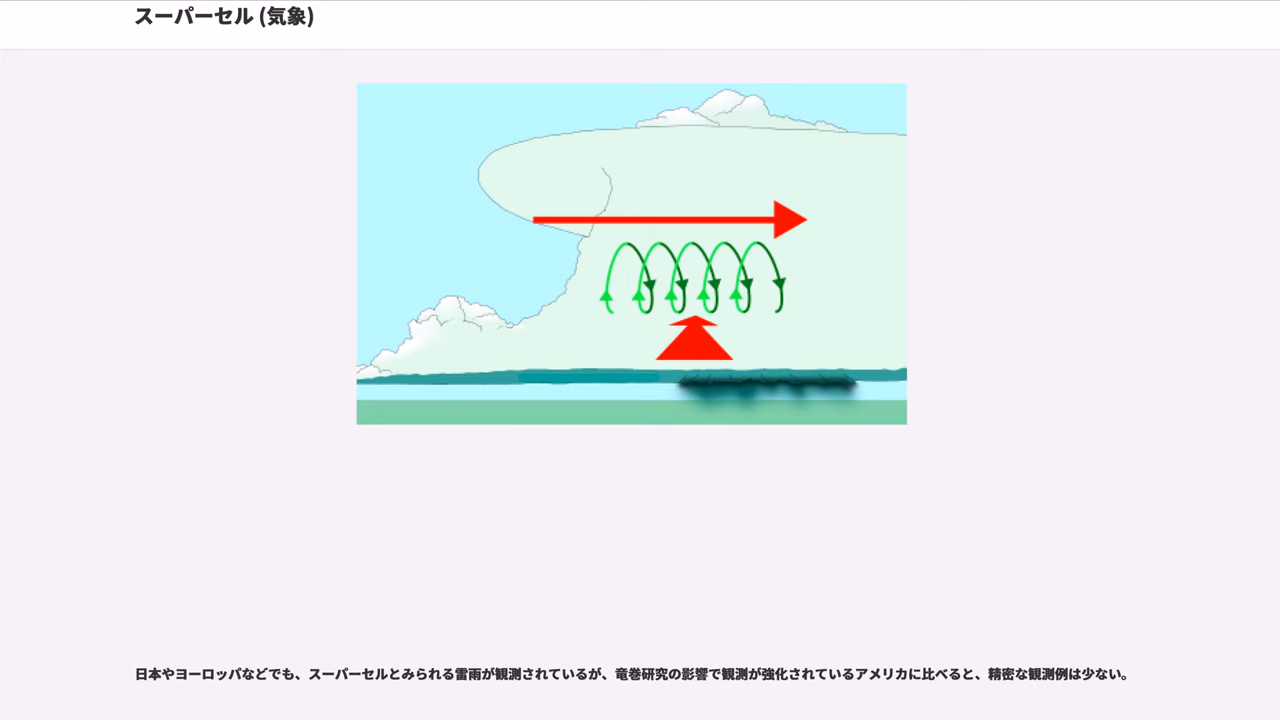 スーパーセル (気象)
日本やヨーロッパなどでも、スーパーセルとみられる雷雨が観測されているが、竜巻研究の影響で観測が強化されているアメリカに比べると、精密な観測例は少ない。